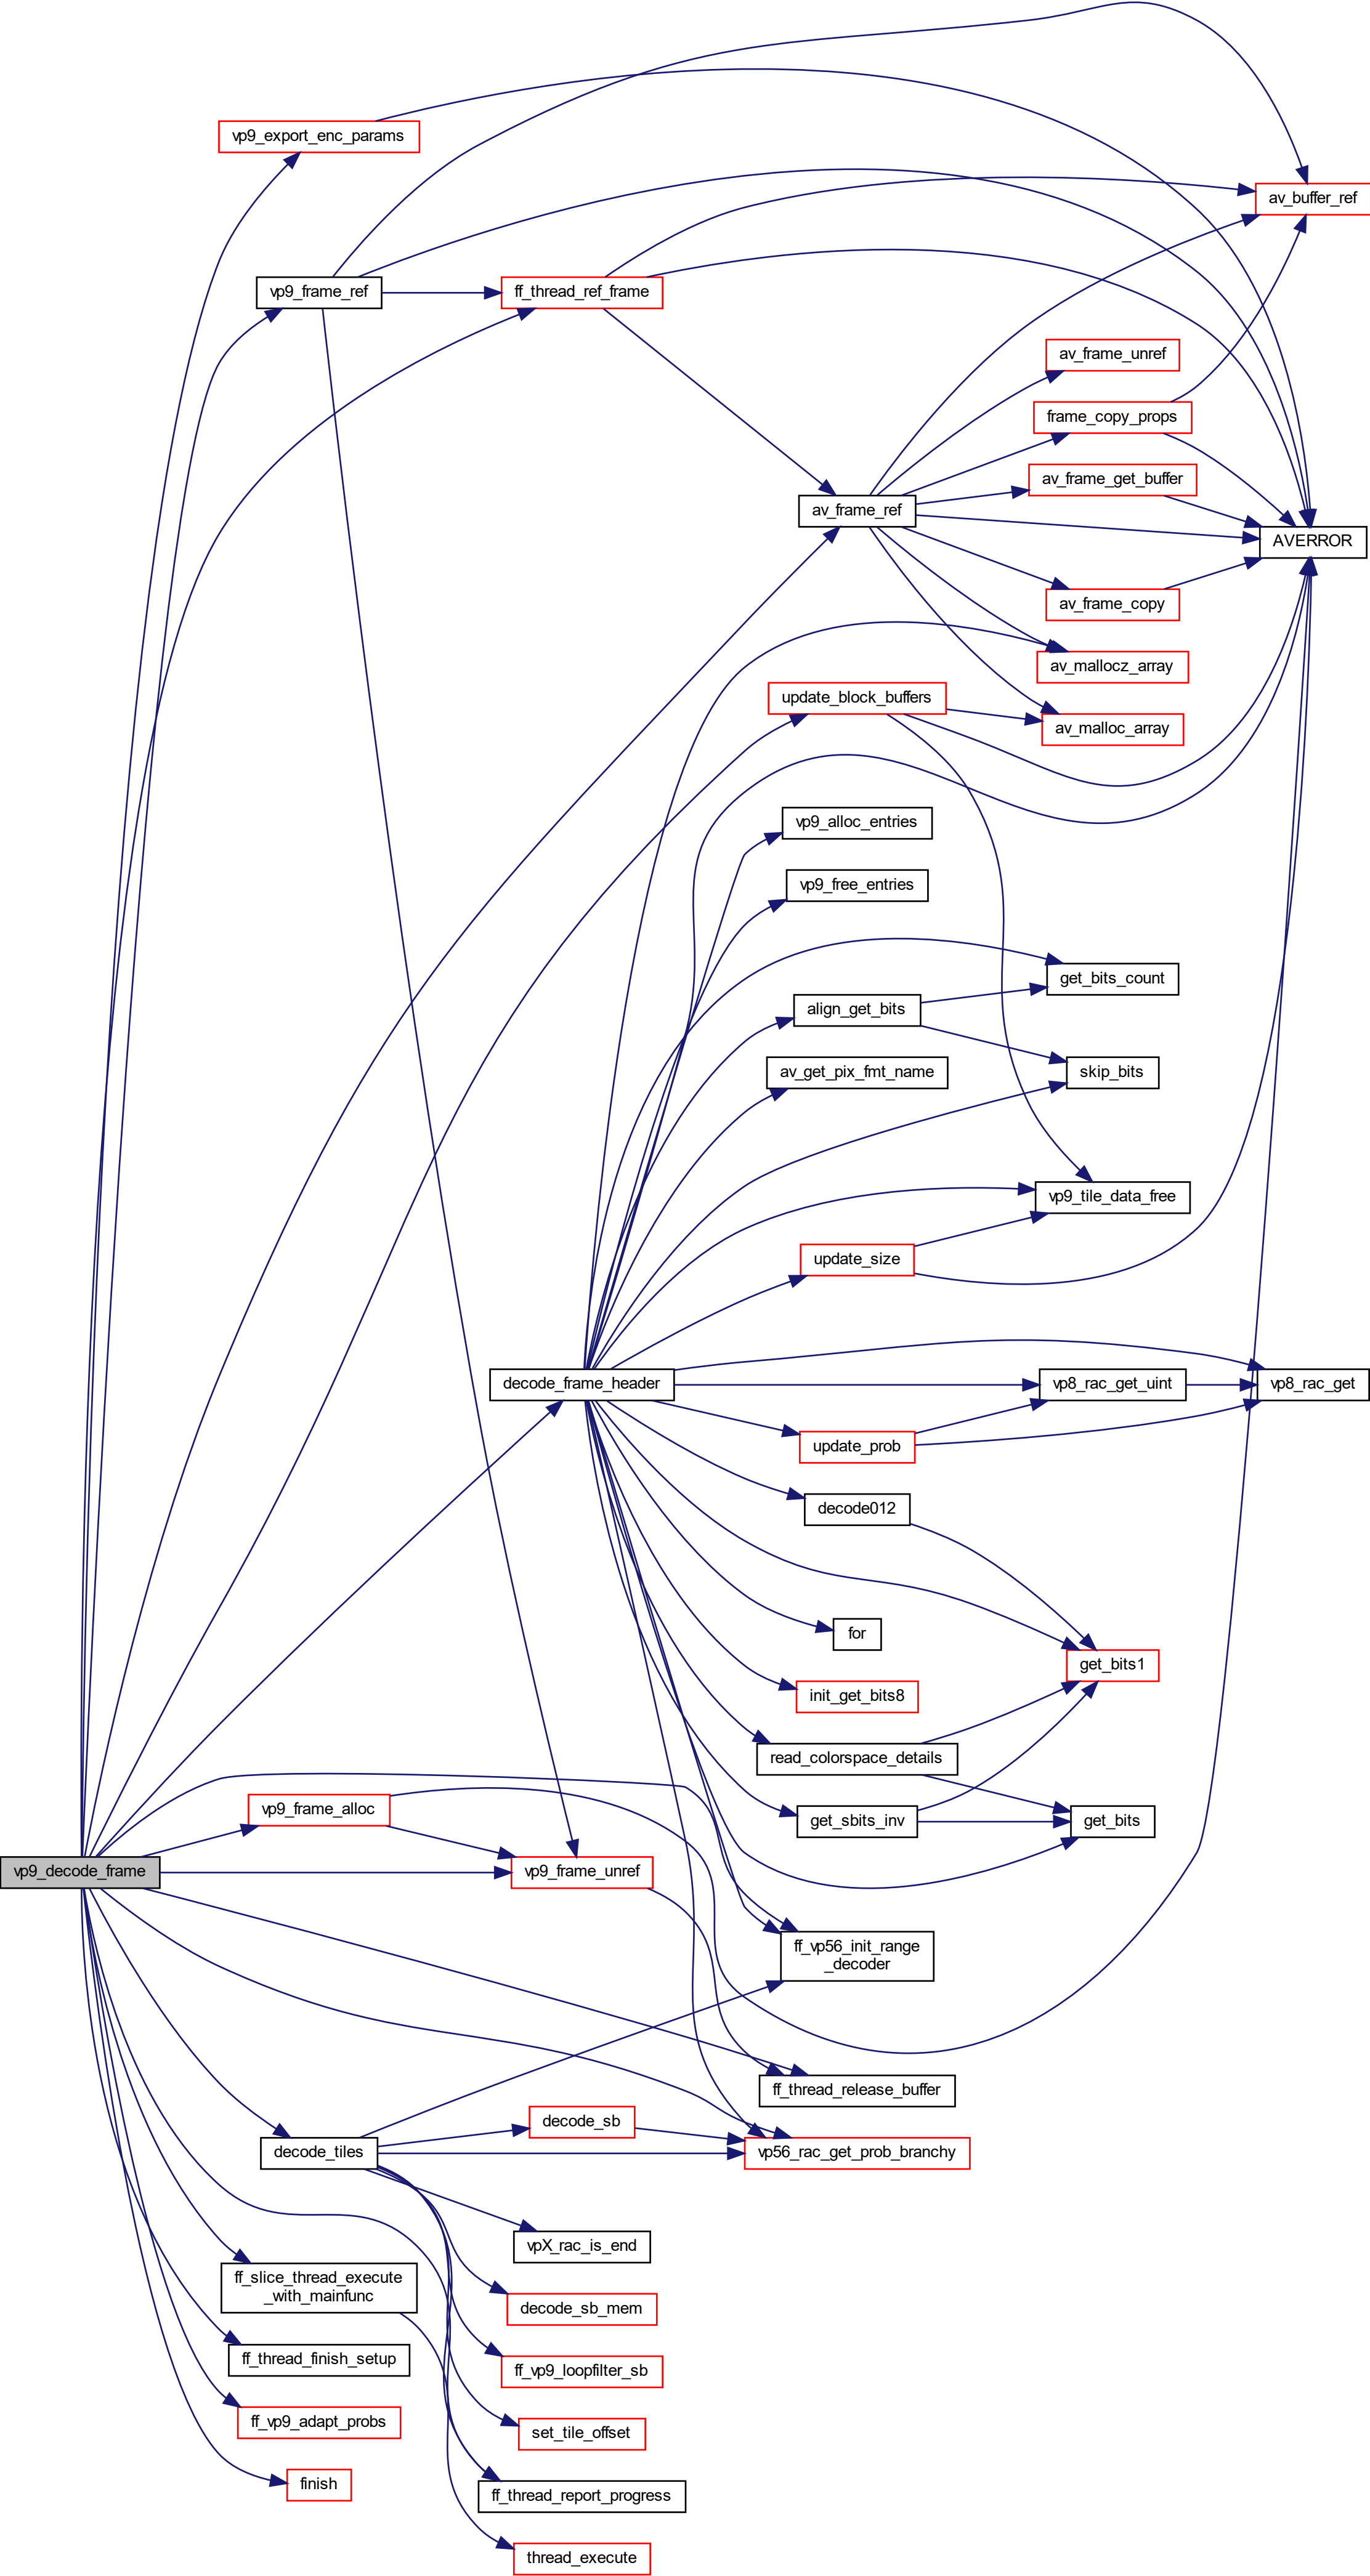 vp9_export_enc_params
av_buffer_ref
vp9_frame_ref
ff_thread_ref_frame
av_frame_unref
frame_copy_props
av_frame_get_buffer
av_frame_ref
AVERROR
av_frame_copy
av_mallocz_array
update_block_buffers
av_malloc_array
vp9_alloc_entries
vp9_free_entries
get_bits_count
align_get_bits
av_get_pix_fmt_name
skip_bits
vp9_tile_data_free
update_size
decode_frame_header
vp8_rac_get_uint
vp8_rac_get
update_prob
decode012
for
get_bits1
init_get_bits8
read_colorspace_details
vp9_frame_alloc
get_sbits_inv
get_bits
vp9_decode_frame
vp9_frame_unref
ff_vp56_init_range
_decoder
ff_thread_release_buffer
decode_sb
decode_tiles
vp56_rac_get_prob_branchy
vpX_rac_is_end
ff_slice_thread_execute
_with_mainfunc
decode_sb_mem
ff_thread_finish_setup
ff_vp9_loopfilter_sb
ff_vp9_adapt_probs
set_tile_offset
finish
ff_thread_report_progress
thread_execute